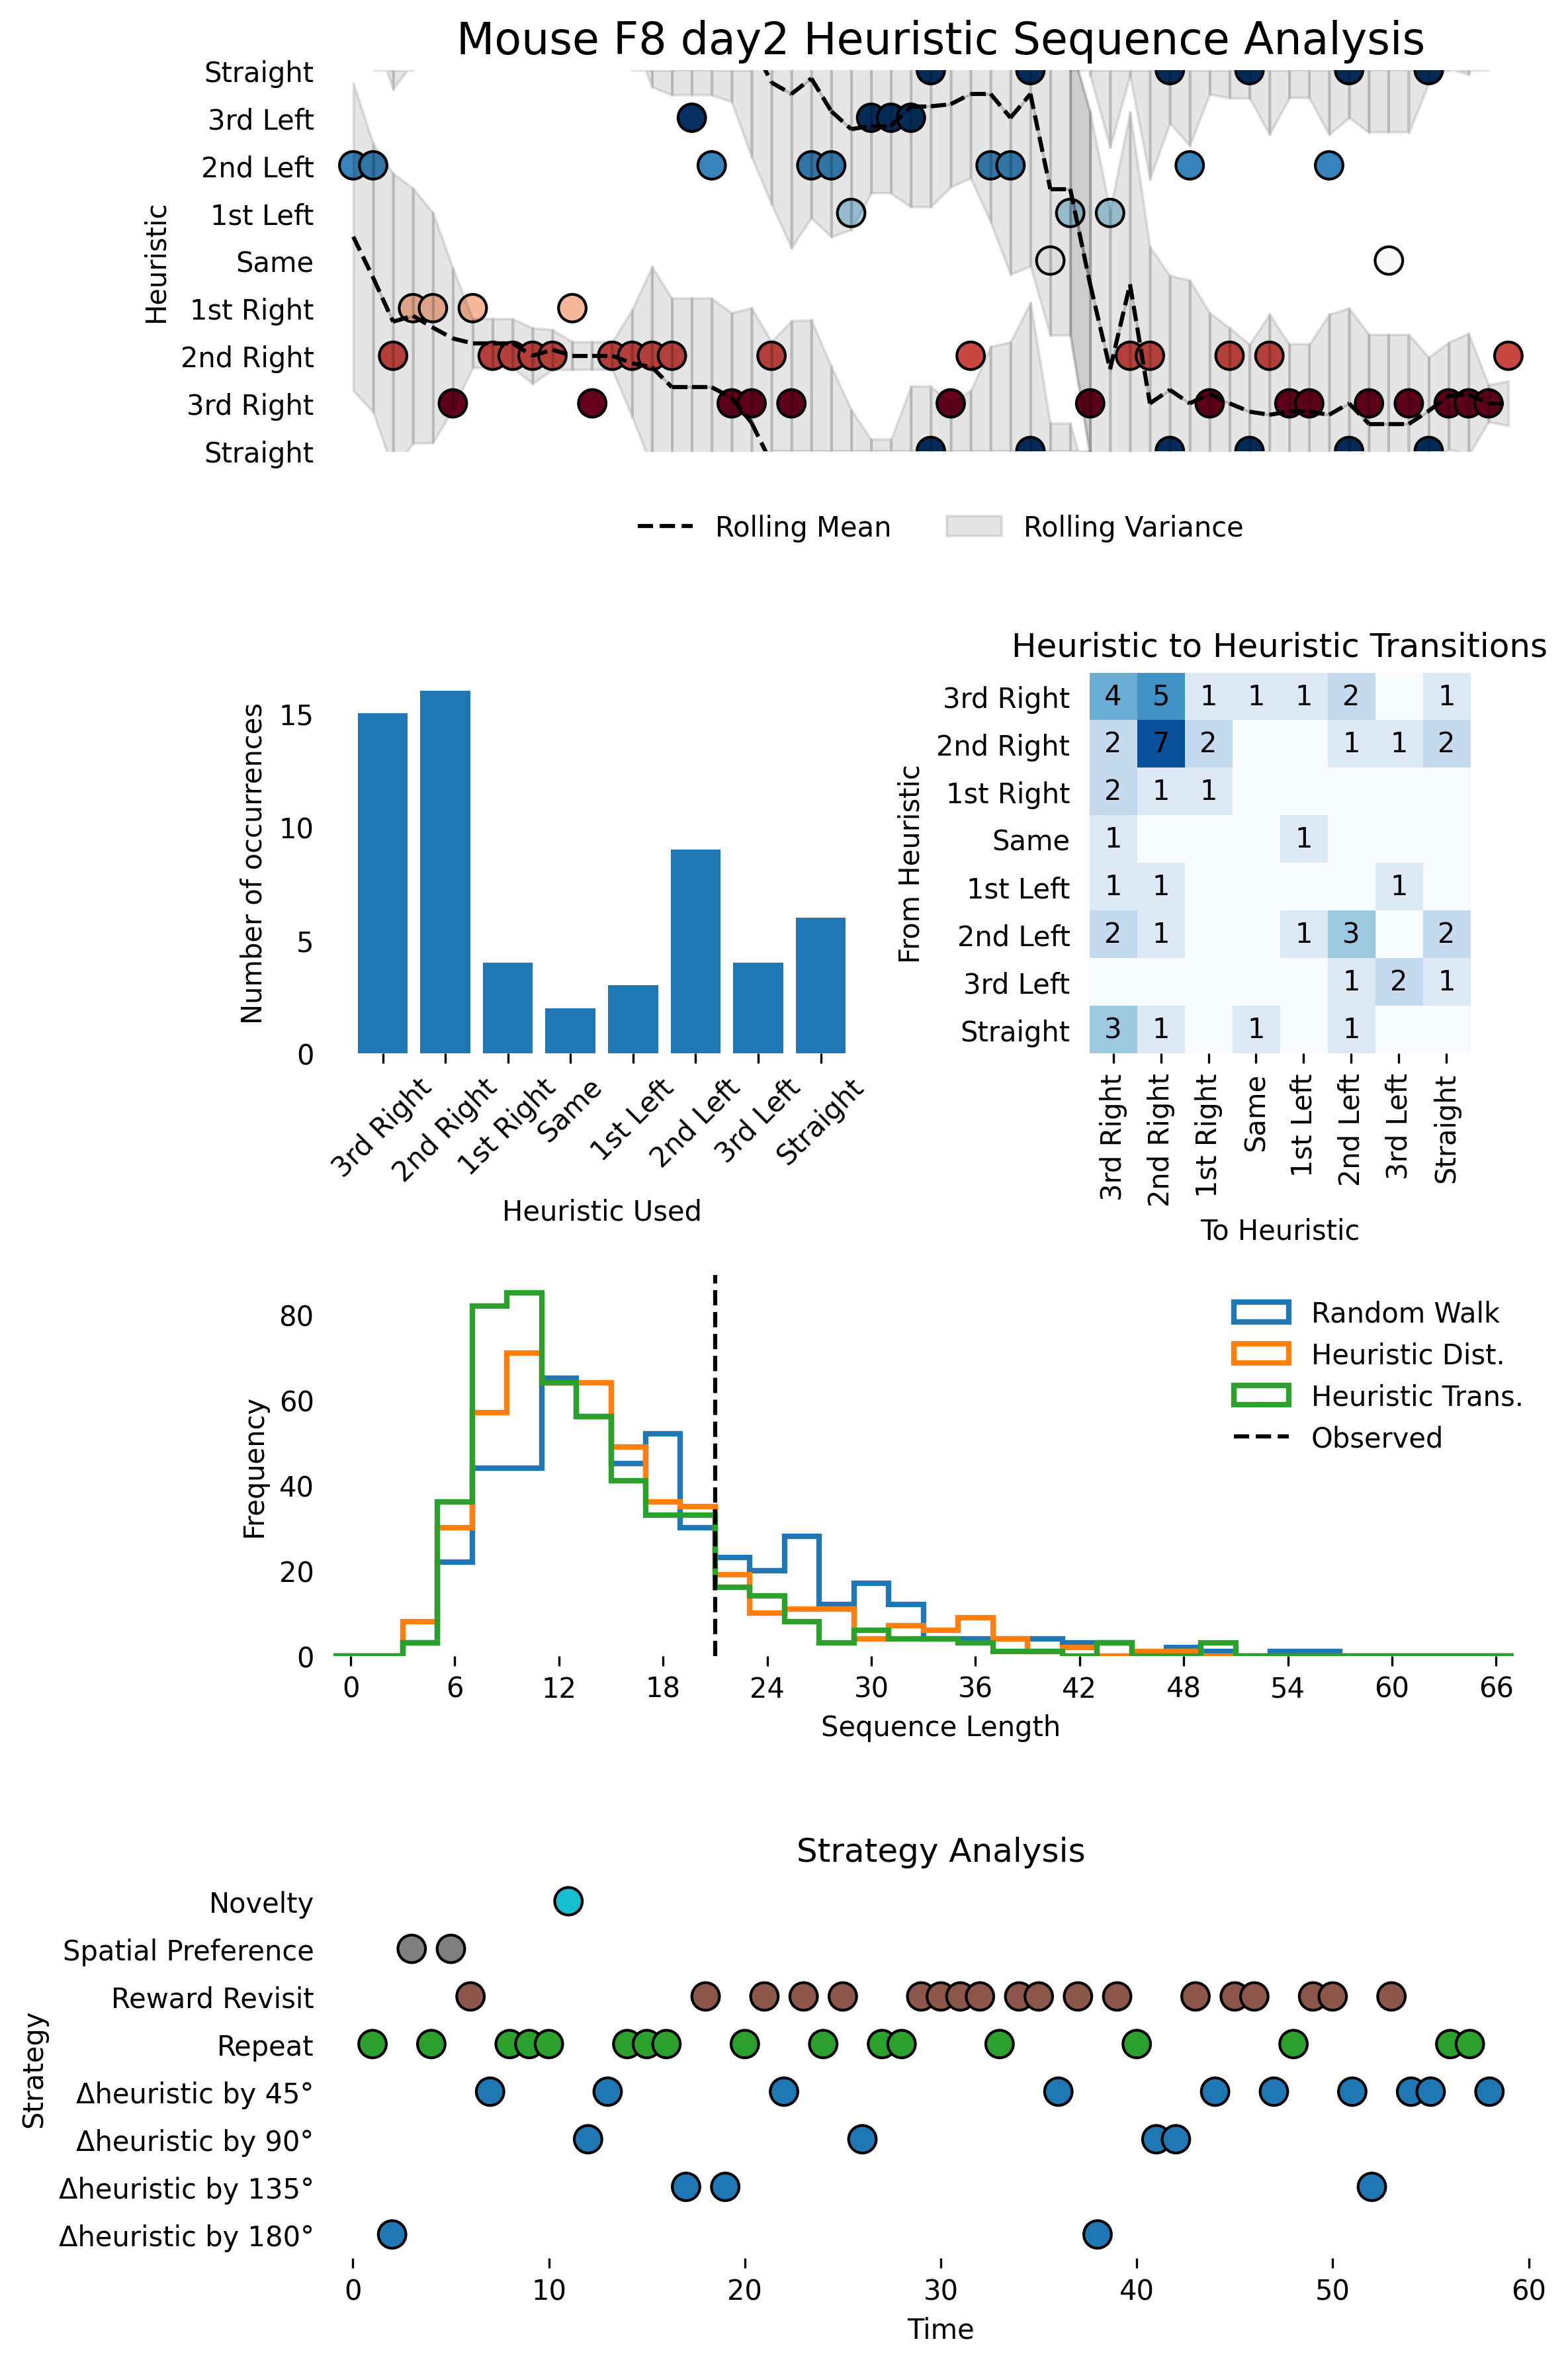 Mouse F8 day2 Heuristic Sequence Analysis
Straight
3rd Left
2nd Left
1st Left
Same
1st Right
2nd Right
3rd Right
Straight
Heuristic
Rolling Mean
Rolling Variance
Number of occurrences
15
10
5
0
3rd Right
2nd Right
1st Right
Same
1st Left
2nd Left
3rd Left
Straight
Heuristic Used
Heuristic to Heuristic Transitions
From Heuristic
3rd Right 4 5 1 1 1 2 1
2nd Right 2 7 2 1 1 2
1st Right 2 1 1
Same 1 1
1st Left 1 1 1
2nd Left 2 1 1 3 2
3rd Left 1 2 1
Straight 3 1 1 1
3rd Right
2nd Right
1st Right
Same
1st Left
2nd Left
3rd Left
Straight
To Heuristic
Frequency
80
60
40
20
0
0 6 12 18 24 30 36 42 48 54 60 66
Sequence Length
Random Walk
Heuristic Dist.
Heuristic Trans.
Observed
Strategy Analysis
Strategy
Novelty
Spatial Preference
Reward Revisit
Repeat
Δheuristic by 45°
Δheuristic by 90°
Δheuristic by 135°
Δheuristic by 180°
0 10 20 30 40 50 60
Time